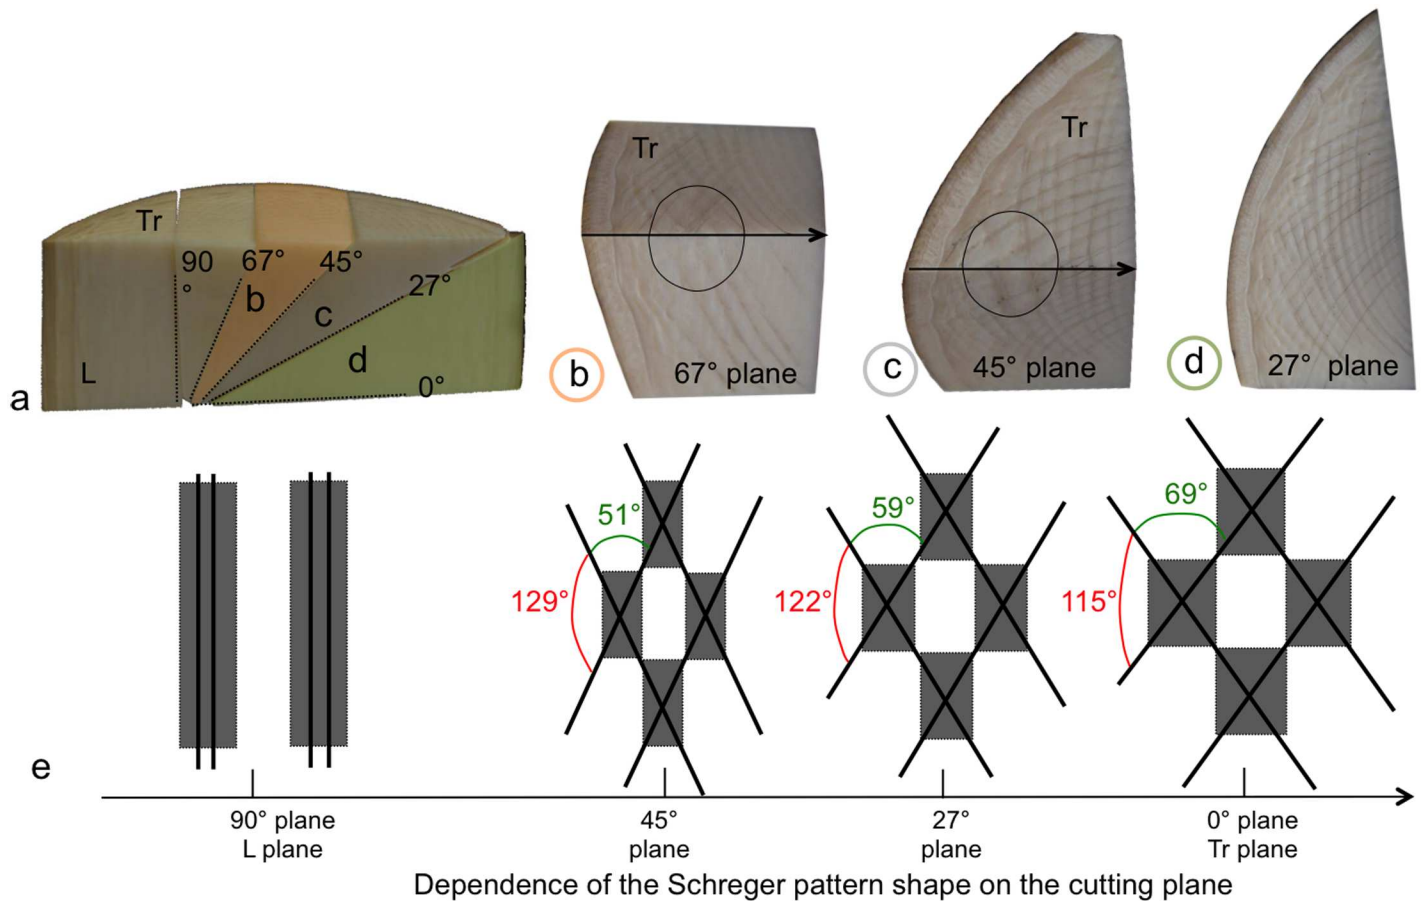 Tr
90
°
67°
45°
27°
b
c
d
L
0°
a
Tr
b
67° plane
Tr
c
45° plane
d
27° plane
51°
129°
59°
122°
69°
115°
e
90° plane
L plane
45°
plane
27°
plane
0° plane
Tr plane
Dependence of the Schreger pattern shape on the cutting plane